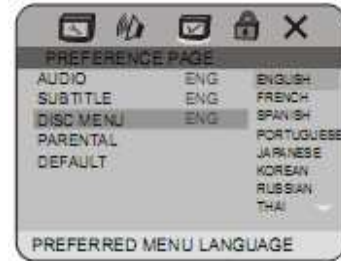 PREFERENCE PAGE
AUDIO ENG ENGLISH
SUBTITLE ENG FRENCH
DISC MENU ENG SPANISH
PARENTAL PORTUGUESE
DEFAULT JAPANESE
KOREAN
RUSSIAN
THAI
PREFERRED MENU LANGUAGE